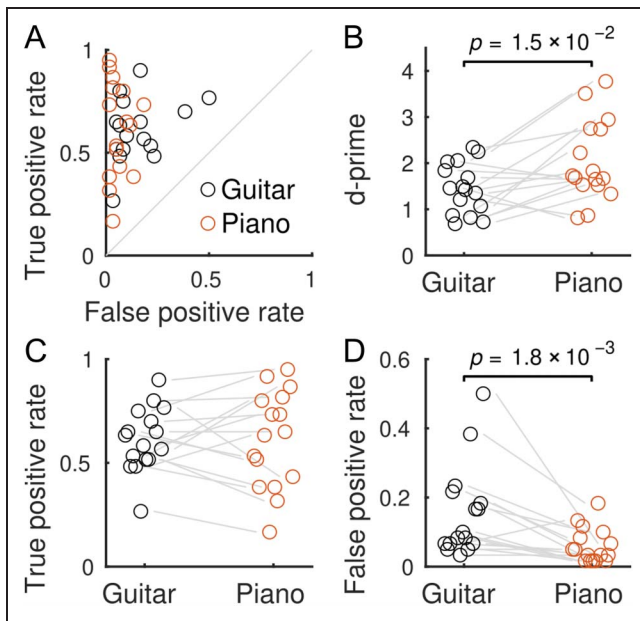 A
True positive rate
1
0.5
0
0
0.5
1
False positive rate
Guitar
Piano
B
p = 1.5 × 10⁻²
d-prime
4
3
2
1
0
Guitar
Piano
C
True positive rate
1
0.5
0
Guitar
Piano
D
p = 1.8 × 10⁻³
False positive rate
0.6
0.4
0.2
0
Guitar
Piano